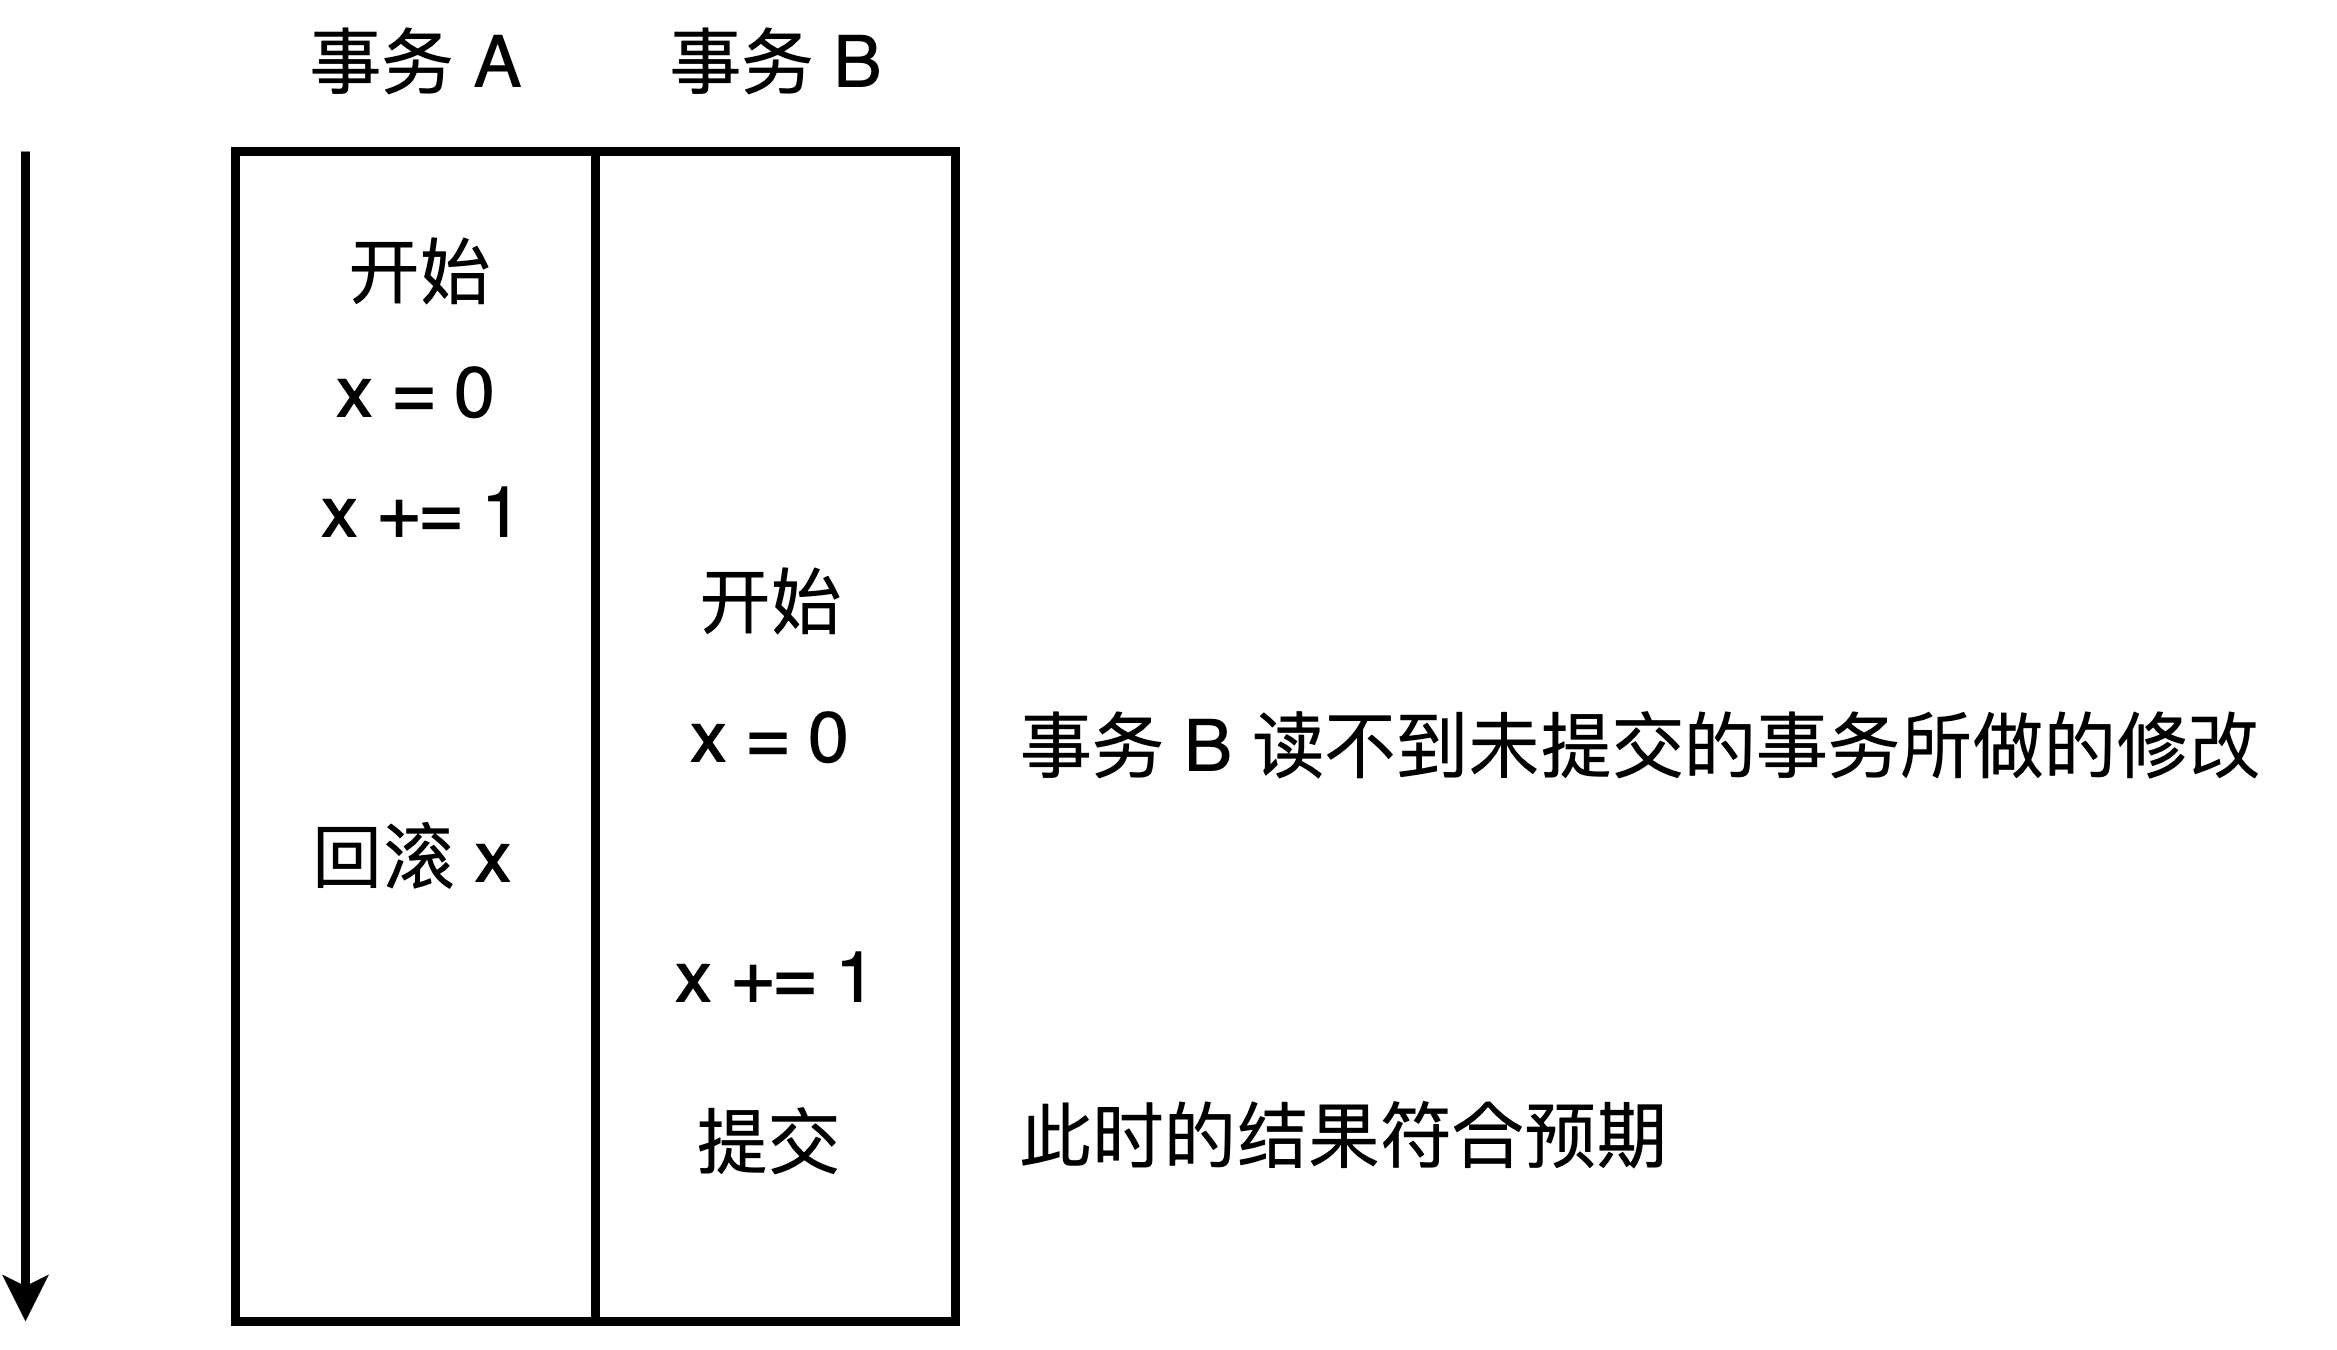 事务 A 事务 B
开始
x = 0
x += 1
开始
x = 0 事务 B 读不到未提交的事务所做的修改
回滚 x
x += 1
提交 此时的结果符合预期